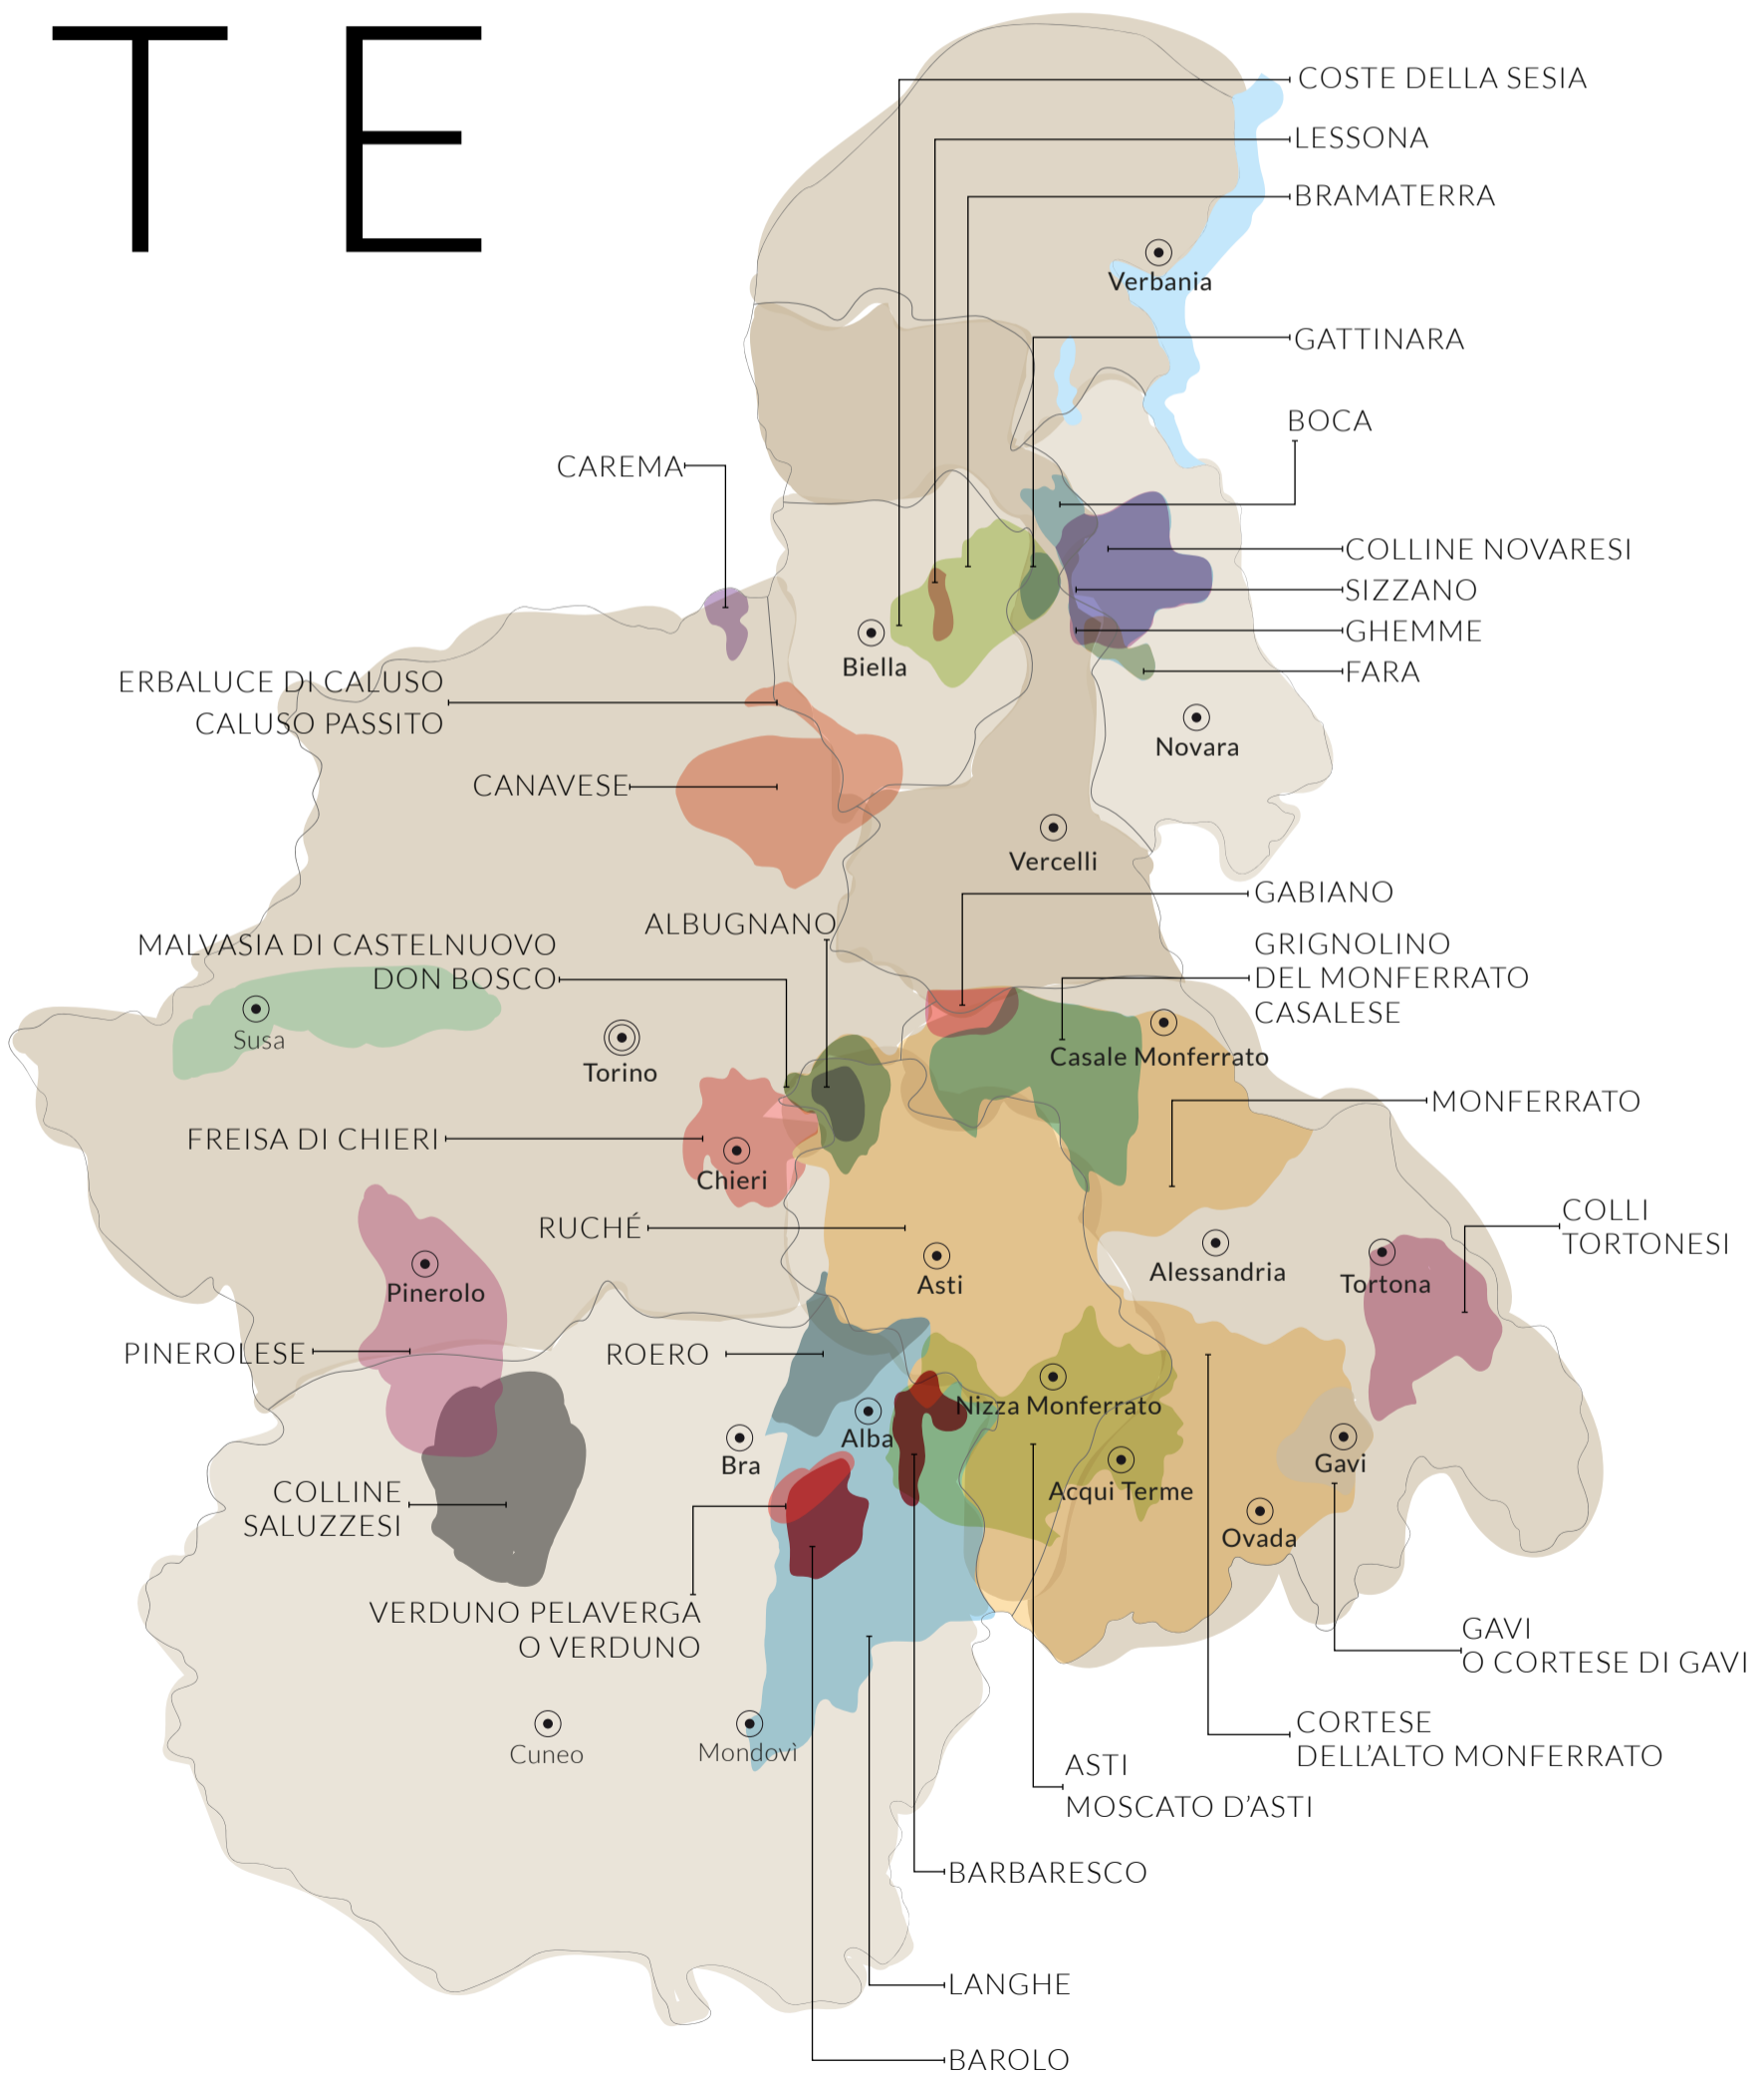 T E
COSTE DELLA SESIA
LESSONA
BRAMATERRA
Verbania
GATTINARA
BOCA
CAREMA
COLLINE NOVARESI
SIZZANO
GHEMME
FARA
Biella
ERBALUCE DI CALUSO
CALUSO PASSITO
Novara
CANAVESE
Vercelli
GABIANO
ALBUGNANO
MALVASIA DI CASTELNUOVO
DON BOSCO
GRIGNOLINO
DEL MONFERRATO
CASALESE
Susa
Torino
Casale Monferrato
MONFERRATO
FREISA DI CHIERI
Chieri
RUCHÉ
COLLI
TORTONESI
Pinerolo
Asti
Alessandria
Tortona
PINEROLESE
ROERO
Nizza Monferrato
Alba
Bra
Gavi
Acqui Terme
COLLINE
SALUZZESI
Ovada
VERDUNO PELAVERGA
O VERDUNO
GAVI
O CORTESE DI GAVI
Cuneo
Mondovì
CORTESE
DELL'ALTO MONFERRATO
ASTI
MOSCATO D'ASTI
BARBARESCO
LANGHE
BAROLO